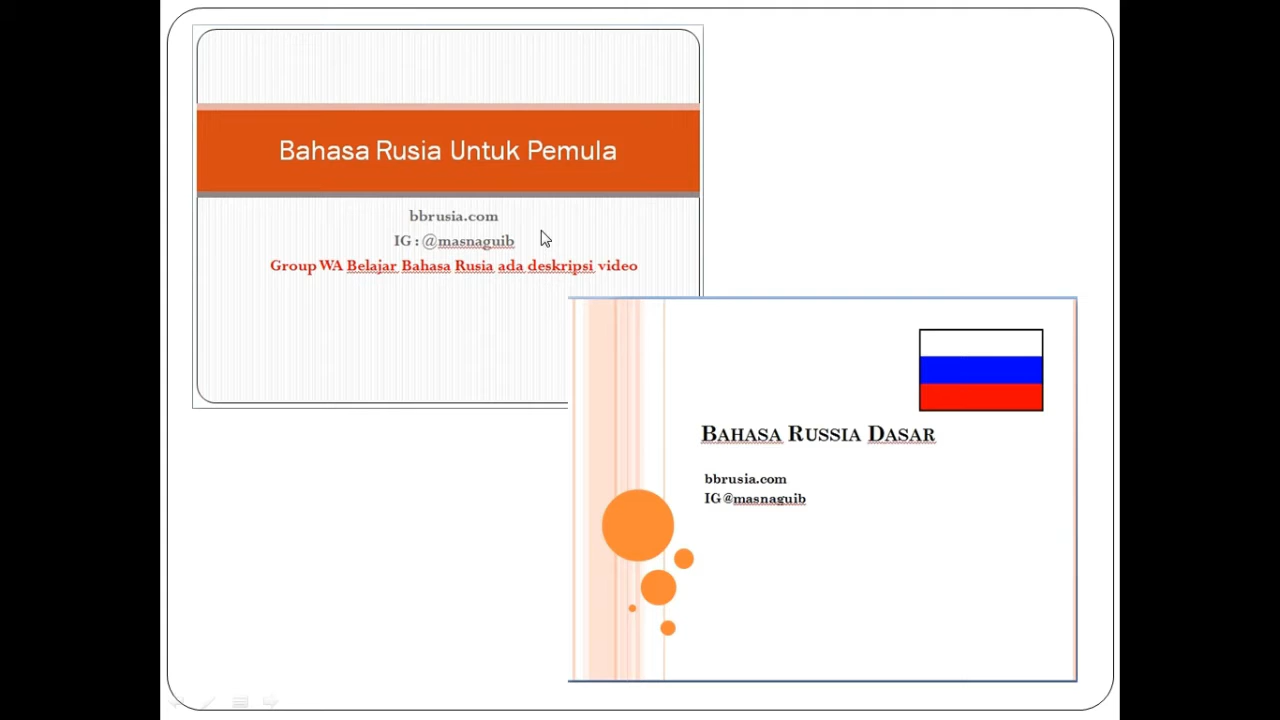 Bahasa Rusia Untuk Pemula
bbrusia.com
IG : @masnaguib
Group WA Belajar Bahasa Rusia ada deskripsi video
BAHASA RUSSIA DASAR
bbrusia.com
IG@masnaguib